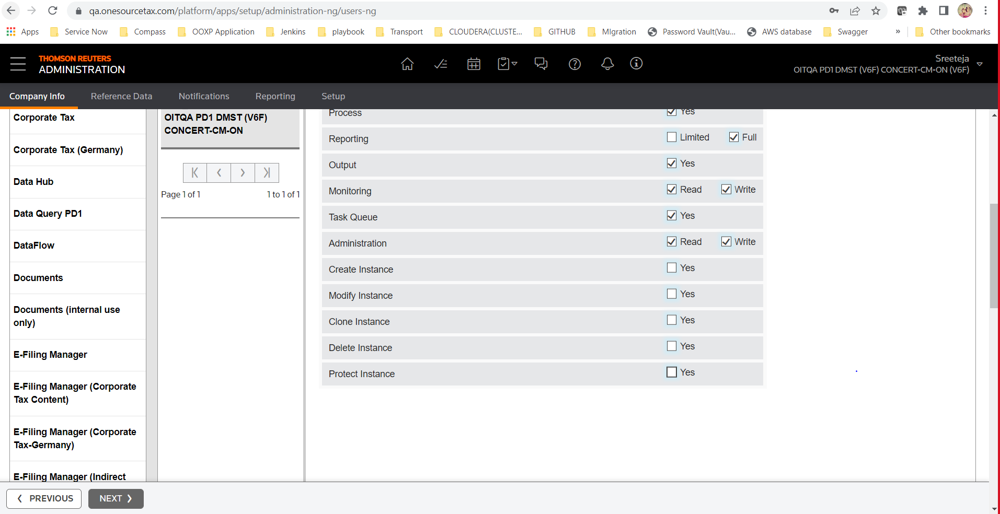 qa.onesourcetax.com/platform/apps/setup/administration-ng/users-ng
Apps Service Now Compass OOXP Application Jenkins playbook Transport CLOUDERA(CLUSTE... GITHUB MIgration Password Vault(Vau... AWS database Swagger » Other bookmarks
THOMSON REUTERS
ADMINISTRATION
Sreeteja
OITQA PD1 DMST (V6F) CONCERT-CM-ON (V6F)
Company Info Reference Data Notifications Reporting Setup
Corporate Tax
Corporate Tax (Germany)
Data Hub
Data Query PD1
DataFlow
Documents
Documents (internal use
only)
E-Filing Manager
E-Filing Manager (Corporate
Tax Content)
E-Filing Manager (Corporate
Tax-Germany)
E-Filing Manager (Indirect
OITQA PD1 DMST (V6F)
CONCERT-CM-ON
Page 1 of 1 1 to 1 of 1
Process Yes
Reporting Limited Full
Output Yes
Monitoring Read Write
Task Queue Yes
Administration Read Write
Create Instance Yes
Modify Instance Yes
Clone Instance Yes
Delete Instance Yes
Protect Instance Yes
PREVIOUS NEXT